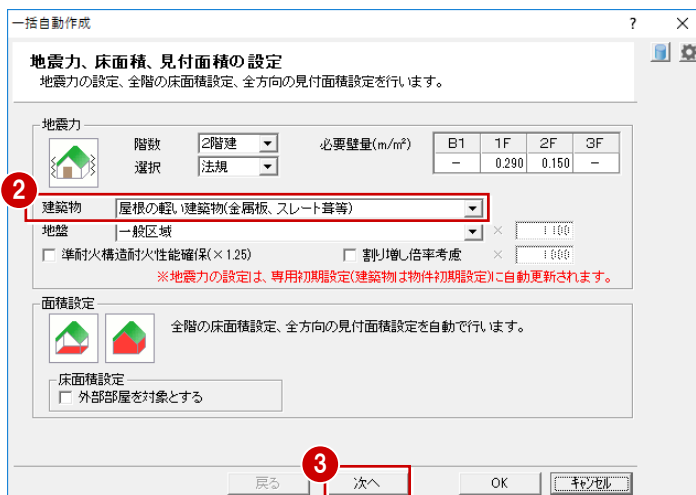 一括自動作成
?
×
地震力、床面積、見付面積の設定
地震力の設定、全階の床面積設定、全方向の見付面積設定を行います。
地震力
階数 2階建 必要壁量(m/m²) B1 1F 2F 3F
選択 法規 － 0.290 0.150 －
2
建築物 屋根の軽い建築物(金属板、スレート葺等)
地盤 一般区域 × 1.100
準耐火構造耐火性能確保(×1.25) 割り増し倍率考慮 × 1.000
※地震力の設定は、専用初期設定(建築物は物件初期設定)に自動更新されます。
面積設定
全階の床面積設定、全方向の見付面積設定を自動で行います。
床面積設定
外部部屋を対象とする
3
戻る 次へ OK キャンセル